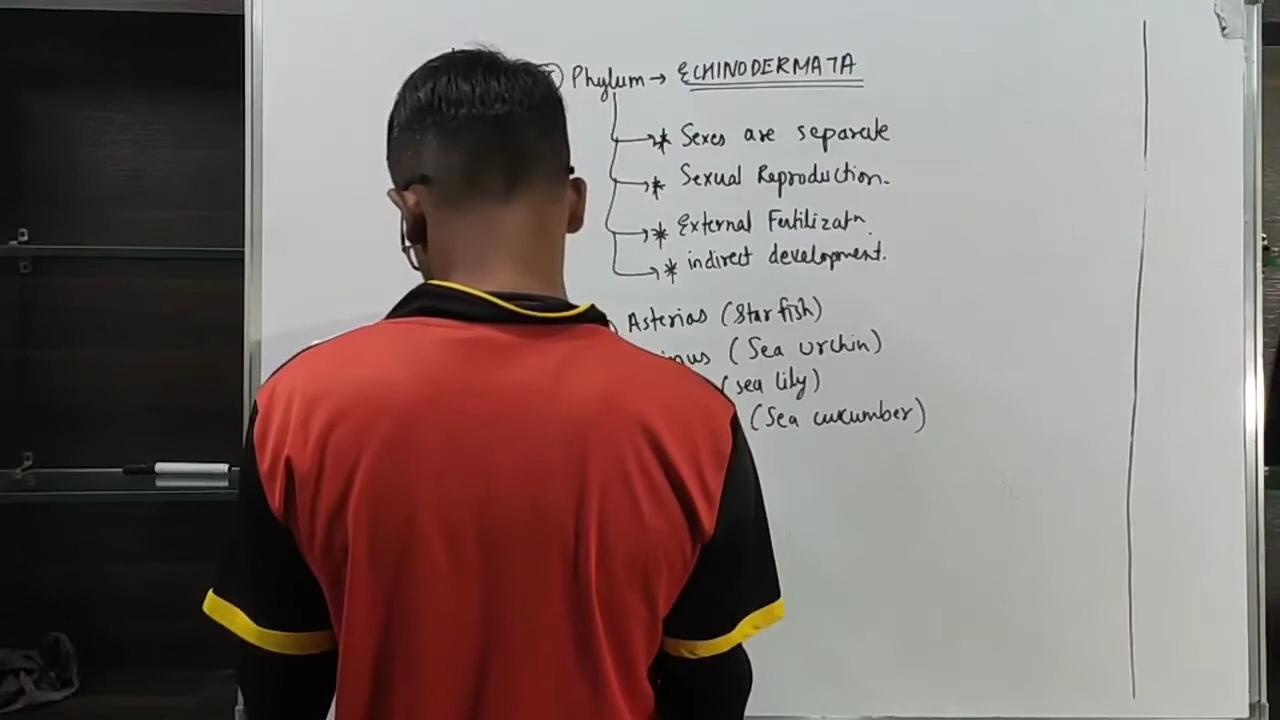 Phylum → ECHINODERMATA
* Sexes are separate
* Sexual Reproduction.
* External Fertilizatn.
* indirect development.
Asterias (Star fish)
(Sea urchin)
(sea lily)
(Sea cucumber)